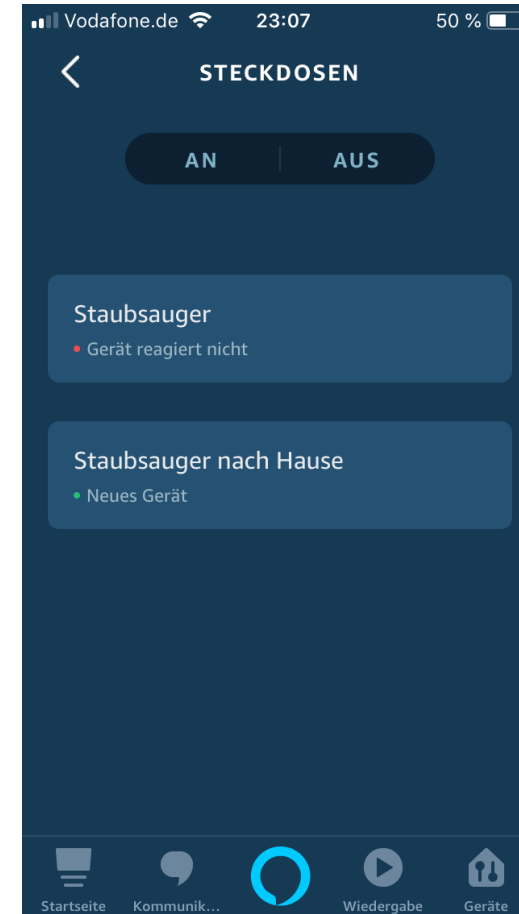 Vodafone.de 23:07 50 %
STECKDOSEN
AN AUS
Staubsauger
• Gerät reagiert nicht
Staubsauger nach Hause
• Neues Gerät
Startseite Kommunik... Wiedergabe Geräte